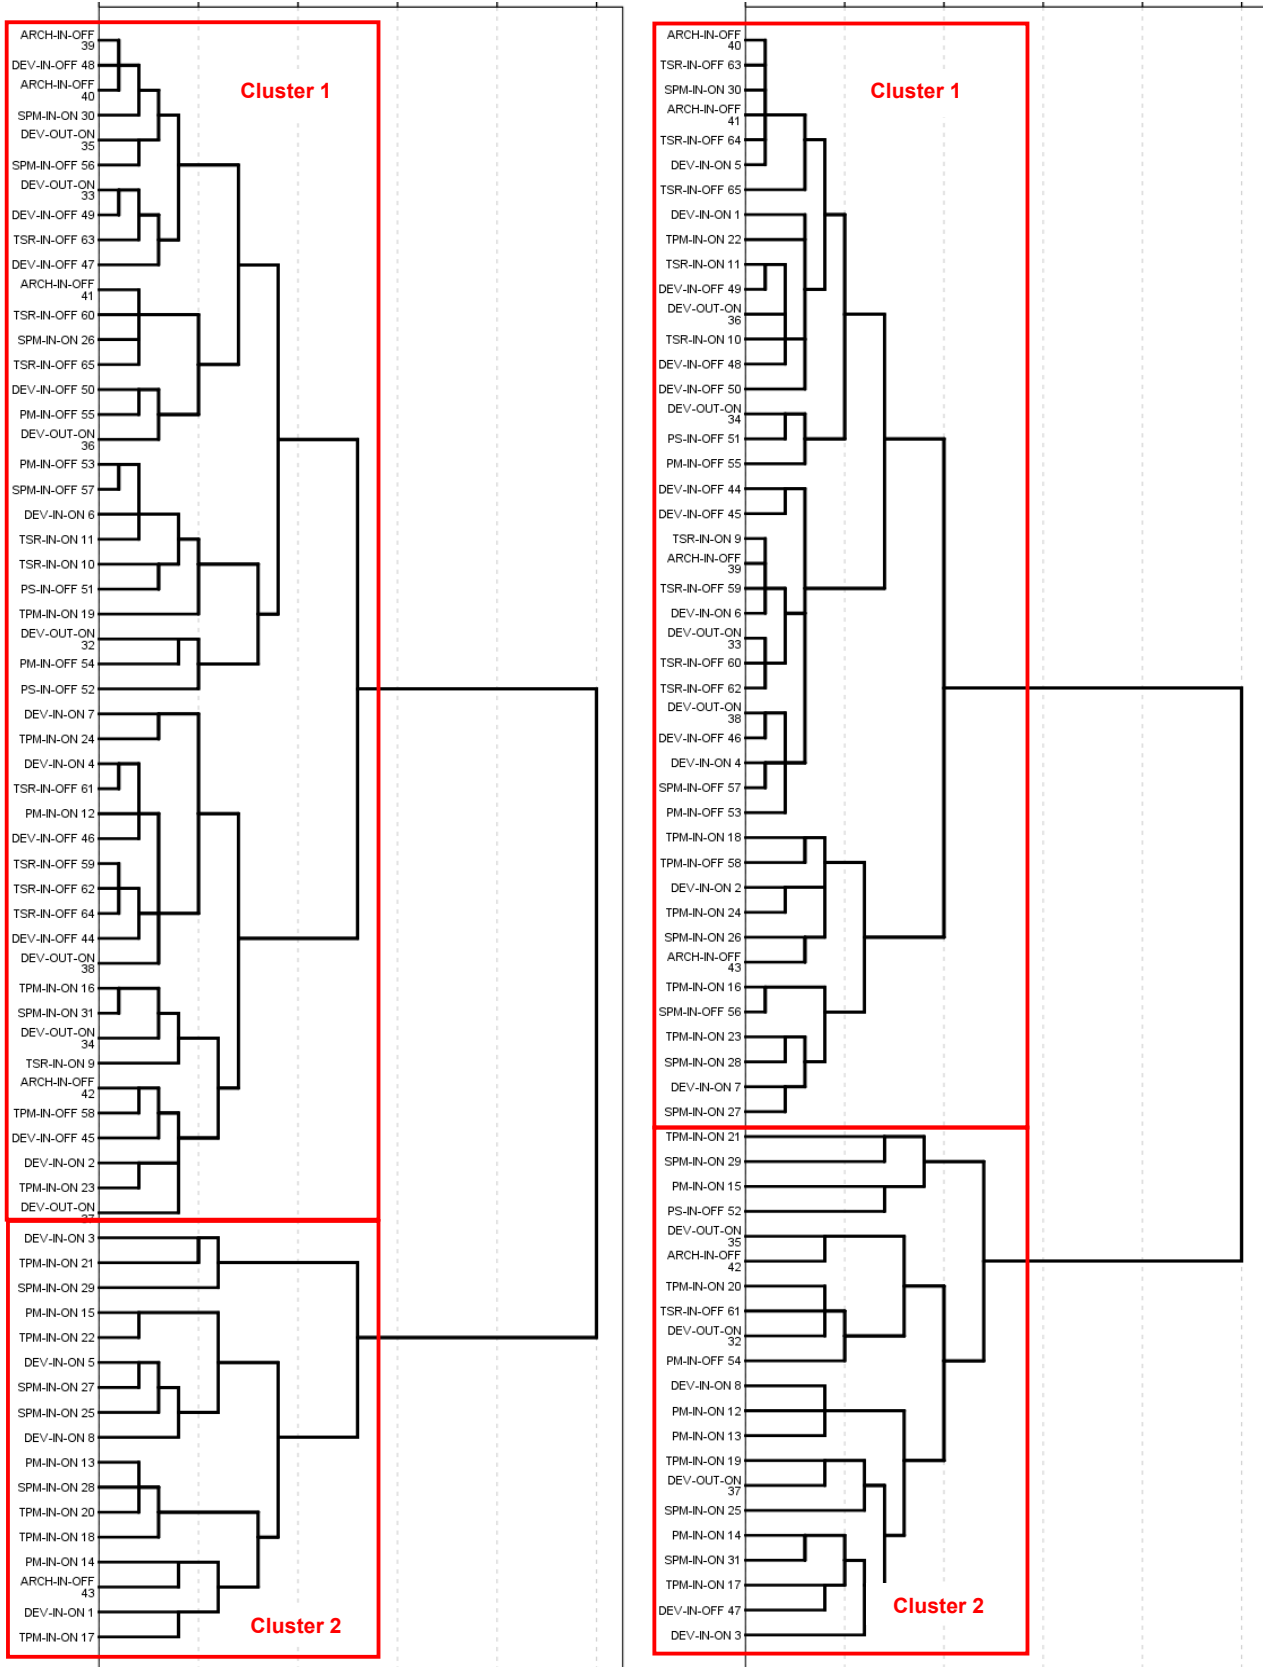 ARCH-IN-OFF
39
DEV-IN-OFF 48
ARCH-IN-OFF
40
SPM-IN-ON 30
DEV-OUT-ON
35
SPM-IN-OFF 56
DEV-OUT-ON
33
DEV-IN-OFF 49
TSR-IN-OFF 63
DEV-IN-OFF 47
ARCH-IN-OFF
41
TSR-IN-OFF 60
SPM-IN-ON 26
TSR-IN-OFF 65
DEV-IN-OFF 50
PM-IN-OFF 55
DEV-OUT-ON
36
PM-IN-OFF 53
SPM-IN-OFF 57
DEV-IN-ON 6
TSR-IN-ON 11
TSR-IN-ON 10
PS-IN-OFF 51
TPM-IN-ON 19
DEV-OUT-ON
32
PM-IN-OFF 54
PS-IN-OFF 52
DEV-IN-ON 7
TPM-IN-ON 24
DEV-IN-ON 4
TSR-IN-OFF 61
PM-IN-ON 12
DEV-IN-OFF 46
TSR-IN-OFF 59
TSR-IN-OFF 62
TSR-IN-OFF 64
DEV-IN-OFF 44
DEV-OUT-ON
38
TPM-IN-ON 16
SPM-IN-ON 31
DEV-OUT-ON
34
TSR-IN-ON 9
ARCH-IN-OFF
42
TPM-IN-OFF 58
DEV-IN-OFF 45
DEV-IN-ON 2
TPM-IN-ON 23
DEV-OUT-ON
37
Cluster 1
DEV-IN-ON 3
TPM-IN-ON 21
SPM-IN-ON 29
PM-IN-ON 15
TPM-IN-ON 22
DEV-IN-ON 5
SPM-IN-ON 27
SPM-IN-ON 25
DEV-IN-ON 8
PM-IN-ON 13
SPM-IN-ON 28
TPM-IN-ON 20
TPM-IN-ON 18
PM-IN-ON 14
ARCH-IN-OFF
43
DEV-IN-ON 1
TPM-IN-ON 17
Cluster 2
ARCH-IN-OFF
40
TSR-IN-OFF 63
SPM-IN-ON 30
ARCH-IN-OFF
41
TSR-IN-OFF 64
DEV-IN-ON 5
TSR-IN-OFF 65
DEV-IN-ON 1
TPM-IN-ON 22
TSR-IN-ON 11
DEV-IN-OFF 49
DEV-OUT-ON
36
TSR-IN-ON 10
DEV-IN-OFF 48
DEV-IN-OFF 50
DEV-OUT-ON
34
PS-IN-OFF 51
PM-IN-OFF 55
DEV-IN-OFF 44
DEV-IN-OFF 45
TSR-IN-ON 9
ARCH-IN-OFF
39
TSR-IN-OFF 59
DEV-IN-ON 6
DEV-OUT-ON
33
TSR-IN-OFF 60
TSR-IN-OFF 62
DEV-OUT-ON
38
DEV-IN-OFF 46
DEV-IN-ON 4
SPM-IN-OFF 57
PM-IN-OFF 53
TPM-IN-ON 18
TPM-IN-OFF 58
DEV-IN-ON 2
TPM-IN-ON 24
SPM-IN-ON 26
ARCH-IN-OFF
43
TPM-IN-ON 16
SPM-IN-OFF 56
TPM-IN-ON 23
SPM-IN-ON 28
DEV-IN-ON 7
SPM-IN-ON 27
Cluster 1
TPM-IN-ON 21
SPM-IN-ON 29
PM-IN-ON 15
PS-IN-OFF 52
DEV-OUT-ON
35
ARCH-IN-OFF
42
TPM-IN-ON 20
TSR-IN-OFF 61
DEV-OUT-ON
32
PM-IN-OFF 54
DEV-IN-ON 8
PM-IN-ON 12
PM-IN-ON 13
TPM-IN-ON 19
DEV-OUT-ON
37
SPM-IN-ON 25
PM-IN-ON 14
SPM-IN-ON 31
TPM-IN-ON 17
DEV-IN-OFF 47
DEV-IN-ON 3
Cluster 2